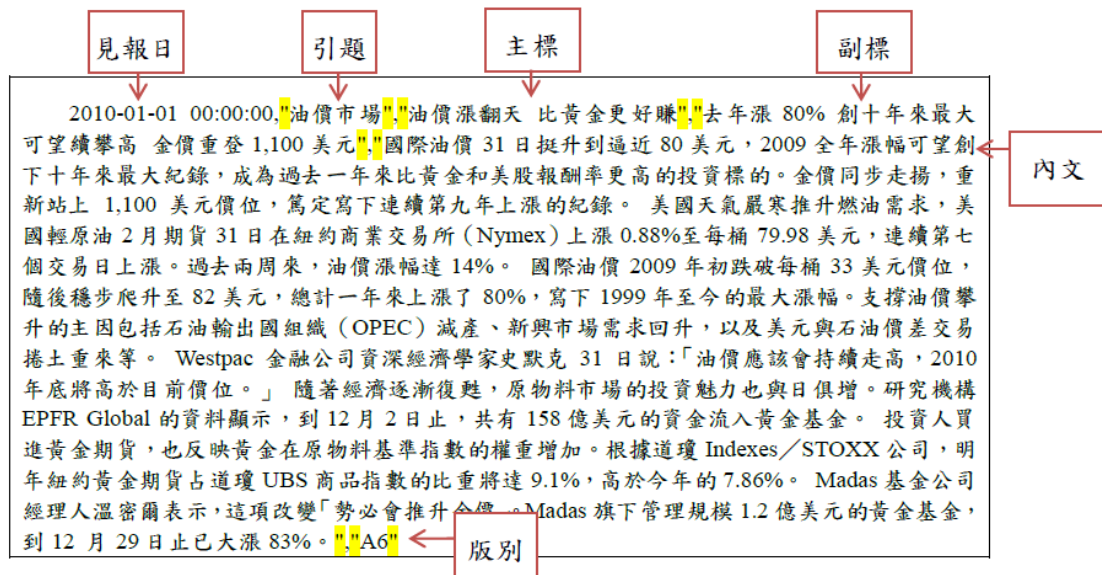 見報日
引題
主標
副標
2010-01-01 00:00:00,"油價市場","油價漲翻天 比黃金更好賺","去年漲 80% 創十年來最大
可望續攀高 金價重登 1,100 美元","國際油價 31 日挺升到逼近 80 美元，2009 全年漲幅可望創
內文
下十年來最大紀錄，成為過去一年來比黃金和美股報酬率更高的投資標的。金價同步走揚，重
新站上 1,100 美元價位，篤定寫下連續第九年上漲的紀錄。 美國天氣嚴寒推升燃油需求，美
國輕原油 2 月期貨 31 日在紐約商業交易所（Nymex）上漲 0.88%至每桶 79.98 美元，連續第七
個交易日上漲。過去兩周來，油價漲幅達 14%。 國際油價 2009 年初跌破每桶 33 美元價位，
隨後穩步爬升至 82 美元，總計一年來上漲了 80%，寫下 1999 年至今的最大漲幅。支撐油價攀
升的主因包括石油輸出國組織（OPEC）減產、新興市場需求回升，以及美元與石油價差交易
捲土重來等。 Westpac 金融公司資深經濟學家史默克 31 日說：「油價應該會持續走高，2010
年底將高於目前價位。」 隨著經濟逐漸復甦，原物料市場的投資魅力也與日俱增。研究機構
EPFR Global 的資料顯示，到 12 月 2 日止，共有 158 億美元的資金流入黃金基金。 投資人買
進黃金期貨，也反映黃金在原物料基準指數的權重增加。根據道瓊 Indexes／STOXX 公司，明
年紐約黃金期貨占道瓊 UBS 商品指數的比重將達 9.1%，高於今年的 7.86%。 Madas 基金公司
經理人溫密爾表示，這項改變「勢必會推升金價 。Madas 旗下管理規模 1.2 億美元的黃金基金，
到 12 月 29 日止已大漲 83%。","A6"
版別